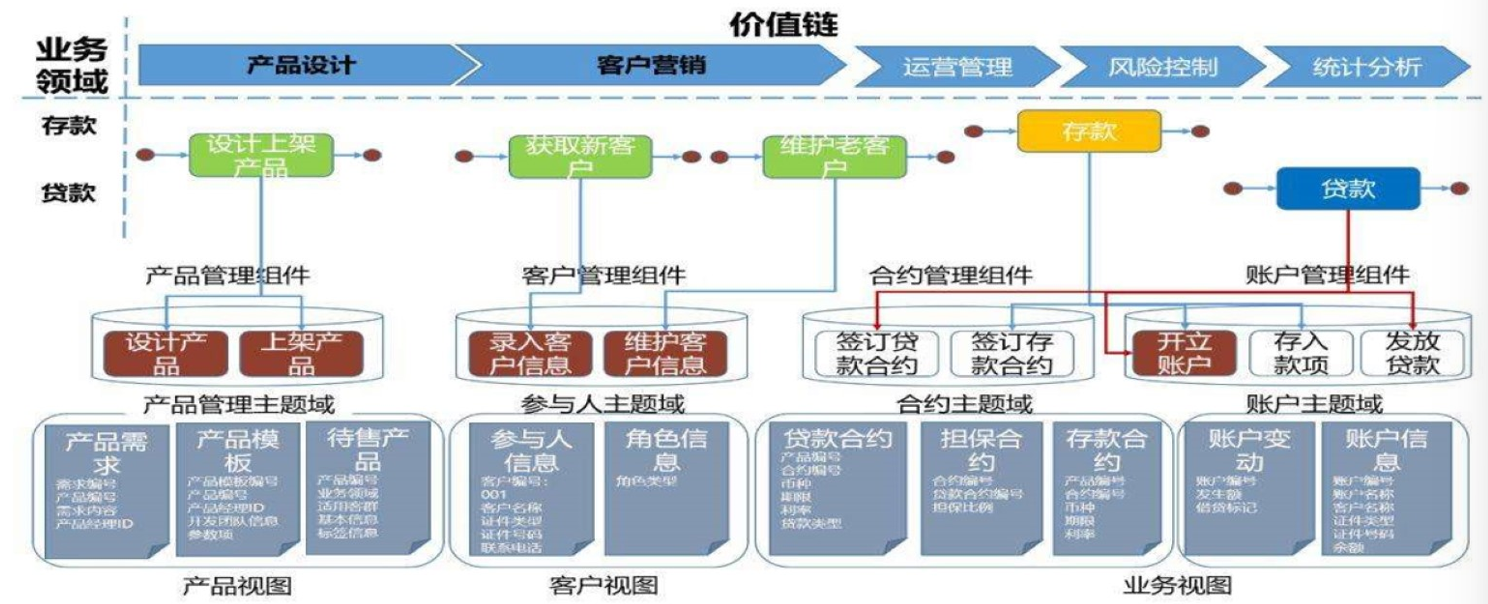 价值链
业务
领域
产品设计
客户营销
运营管理
风险控制
统计分析
存款
贷款
设计上架
产品
获取新客
户
维护老客
户
存款
贷款
产品管理组件
客户管理组件
合约管理组件
账户管理组件
设计产
品
上架产
品
录入客
户信息
维护客
户信息
签订贷
款合约
签订存
款合约
开立
账户
存入
款项
发放
贷款
产品管理主题域
参与人主题域
合约主题域
账户主题域
产品需
求
需求编号
产品编号
需求内容
产品经理ID
产品模
板
产品模板编号
产品编号
产品经理ID
开发团队信息
参数项
待售产
品
产品编号
业务领域
适用客群
基本信息
标签信息
参与人
信息
客户编号：
001
客户名称
证件类型
证件号码
联系电话
角色信
息
角色类型
贷款合约
产品编号
合约编号
币种
期限
利率
贷款类型
担保合
约
合约编号
贷款合约编号
担保比例
存款合
约
产品编号
合约编号
币种
期限
利率
账户变
动
账户编号
发生额
借贷标记
账户信
息
账户编号
账户名称
客户名称
证件类型
证件号码
余额
产品视图
客户视图
业务视图